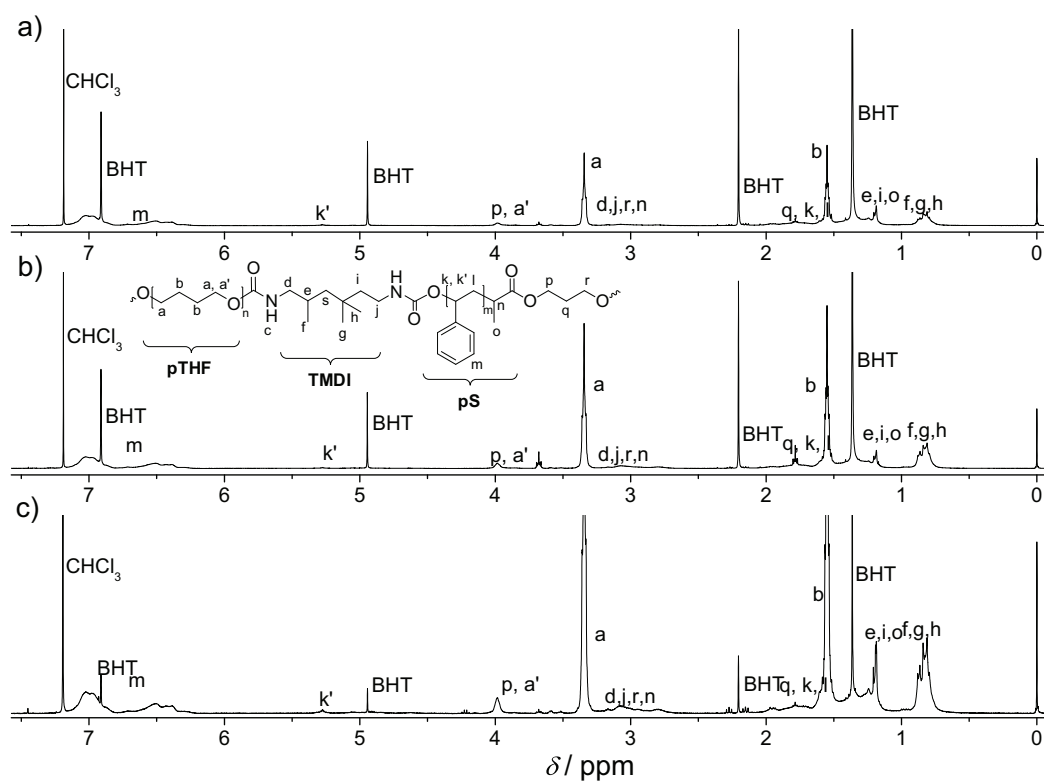 a)
CHCl3
BHT
m
k'
BHT
p, a'
a
d,j,r,n
BHT
q, k,
b
BHT
e,i,o
f,g,h
7 6 5 4 3 2 1 0
b)
CHCl3
BHT
m
k'
BHT
p, a'
a
d,j,r,n
BHT
q, k,
b
BHT
e,i,o
f,g,h
O
b
b
a
a, a'
O
n
O
N
H
c
d
e
f
s
g
h
i
j
H
N
O
O
k, k'
l
m
m
n
o
O
O
p
q
r
O
pTHF
TMDI
pS
7 6 5 4 3 2 1 0
c)
CHCl3
BHT
m
k'
BHT
p, a'
a
d,j,r,n
BHT
q, k,
b
BHT
e,i,o
f,g,h
7 6 5 4 3 2 1 0
δ / ppm